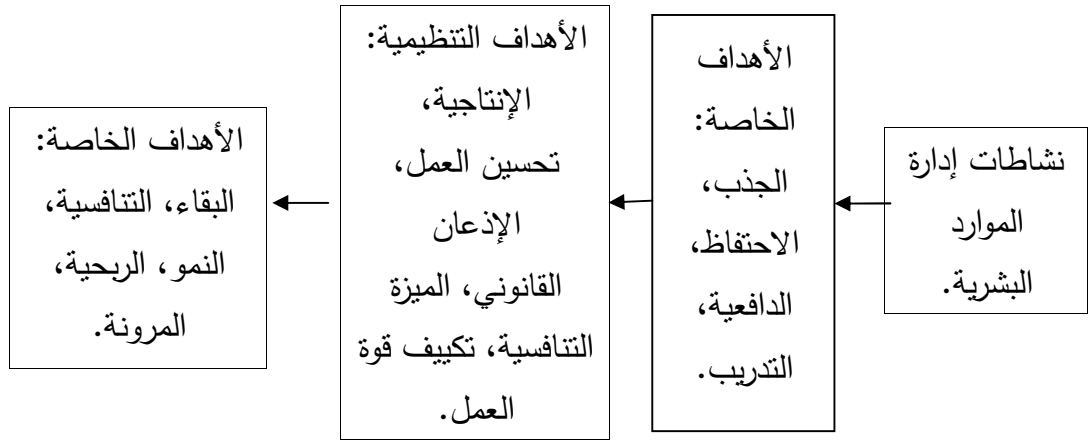 نشاطات إدارة
الموارد
البشرية.
الأهداف
الخاصة:
الجذب،
الاحتفاظ،
الدافعية،
التدريب.
الأهداف التنظيمية:
الإنتاجية،
تحسين العمل،
الإذعان
القانوني، الميزة
التنافسية، تكييف قوة
العمل.
الأهداف الخاصة:
البقاء، التنافسية،
النمو، الربحية،
المرونة.